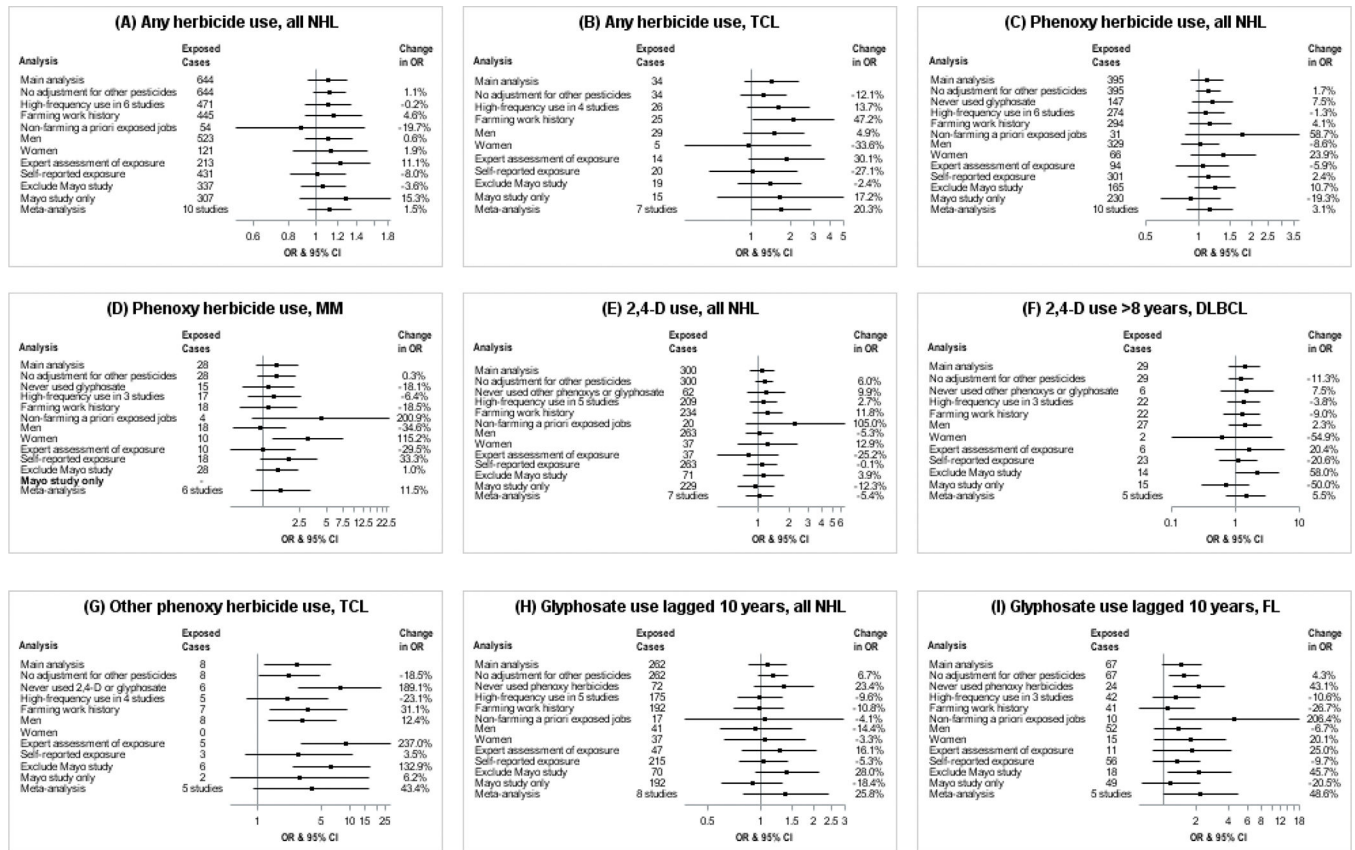 (A) Any herbicide use, all NHL
Exposed Change
Analysis Cases in OR
Main analysis 644
No adjustment for other pesticides 644 1.1%
High-frequency use in 6 studies 471 -0.2%
Farming work history 445 4.6%
Non-farming a priori exposed jobs 54 -19.7%
Men 523 0.6%
Women 121 1.9%
Expert assessment of exposure 213 11.1%
Self-reported exposure 431 -8.0%
Exclude Mayo study 337 -3.6%
Mayo study only 307 15.3%
Meta-analysis 10 studies 1.5%
0.6 0.8 1 1.2 1.4 1.8
OR & 95% CI
(B) Any herbicide use, TCL
Exposed Change
Analysis Cases in OR
Main analysis 34
No adjustment for other pesticides 34 -12.1%
High-frequency use in 4 studies 26 13.7%
Farming work history 25 47.2%
Men 29 4.9%
Women 5 -33.6%
Expert assessment of exposure 14 30.1%
Self-reported exposure 20 -27.1%
Exclude Mayo study 19 -2.4%
Mayo study only 15 17.2%
Meta-analysis 7 studies 20.3%
1 2 3 4 5
OR & 95% CI
(C) Phenoxy herbicide use, all NHL
Exposed Change
Analysis Cases in OR
Main analysis 395
No adjustment for other pesticides 395 1.7%
Never used glyphosate 147 7.5%
High-frequency use in 6 studies 274 -1.3%
Farming work history 294 4.1%
Non-farming a priori exposed jobs 31 58.7%
Men 329 -8.6%
Women 66 23.9%
Expert assessment of exposure 94 -5.9%
Self-reported exposure 301 2.4%
Exclude Mayo study 165 10.7%
Mayo study only 230 -19.3%
Meta-analysis 10 studies 3.1%
0.5 1 1.5 2 2.5 3.5
OR & 95% CI
(D) Phenoxy herbicide use, MM
Exposed Change
Analysis Cases in OR
Main analysis 28
No adjustment for other pesticides 28 0.3%
Never used glyphosate 15 -18.1%
High-frequency use in 3 studies 17 -6.4%
Farming work history 18 -18.5%
Non-farming a priori exposed jobs 4 200.9%
Men 18 -34.6%
Women 10 115.2%
Expert assessment of exposure 10 -29.5%
Self-reported exposure 18 33.3%
Exclude Mayo study 28 1.0%
Mayo study only -
Meta-analysis 6 studies 11.5%
2.5 5 7.5 12.5 22.5
OR & 95% CI
(E) 2,4-D use, all NHL
Exposed Change
Analysis Cases in OR
Main analysis 300
No adjustment for other pesticides 300 6.0%
Never used other phenoxys or glyphosate 62 9.9%
High-frequency use in 5 studies 209 2.7%
Farming work history 234 11.8%
Non-farming a priori exposed jobs 20 105.0%
Men 263 -5.3%
Women 37 12.9%
Expert assessment of exposure 37 -25.2%
Self-reported exposure 263 -0.1%
Exclude Mayo study 71 3.9%
Mayo study only 229 -12.3%
Meta-analysis 7 studies -5.4%
1 2 3 4 5 6
OR & 95% CI
(F) 2,4-D use >8 years, DLBCL
Exposed Change
Analysis Cases in OR
Main analysis 29
No adjustment for other pesticides 29 -11.3%
Never used other phenoxys or glyphosate 6 7.5%
High-frequency use in 3 studies 22 -3.8%
Farming work history 22 -9.0%
Men 27 2.3%
Women 2 -54.9%
Expert assessment of exposure 6 20.4%
Self-reported exposure 23 -20.6%
Exclude Mayo study 14 58.0%
Mayo study only 15 -50.0%
Meta-analysis 5 studies 5.5%
0.1 1 10
OR & 95% CI
(G) Other phenoxy herbicide use, TCL
Exposed Change
Analysis Cases in OR
Main analysis 8
No adjustment for other pesticides 8 -18.5%
Never used 2,4-D or glyphosate 6 189.1%
High-frequency use in 4 studies 5 -23.1%
Farming work history 7 31.1%
Men 8 12.4%
Women 0
Expert assessment of exposure 5 237.0%
Self-reported exposure 3 3.5%
Exclude Mayo study 6 132.9%
Mayo study only 2 6.2%
Meta-analysis 5 studies 43.4%
1 5 15 25
OR & 95% CI
(H) Glyphosate use lagged 10 years, all NHL
Exposed Change
Analysis Cases in OR
Main analysis 262
No adjustment for other pesticides 262 6.7%
Never used phenoxy herbicides 72 23.4%
High-frequency use in 5 studies 175 -9.6%
Farming work history 192 -10.8%
Non-farming a priori exposed jobs 17 -4.1%
Men 41 -14.4%
Women 37 -3.3%
Expert assessment of exposure 47 16.1%
Self-reported exposure 215 -5.3%
Exclude Mayo study 70 28.0%
Mayo study only 192 -18.4%
Meta-analysis 8 studies 25.8%
0.5 1 1.5 2 2.5 3
OR & 95% CI
(I) Glyphosate use lagged 10 years, FL
Exposed Change
Analysis Cases in OR
Main analysis 67
No adjustment for other pesticides 67 4.3%
Never used phenoxy herbicides 24 43.1%
High-frequency use in 3 studies 42 -10.6%
Farming work history 41 -26.7%
Non-farming a priori exposed jobs 10 206.4%
Men 52 -6.7%
Women 15 20.1%
Expert assessment of exposure 11 25.0%
Self-reported exposure 56 -9.7%
Exclude Mayo study 18 45.7%
Mayo study only 49 -20.5%
Meta-analysis 5 studies 48.6%
2 4 6 8 12 18
OR & 95% CI